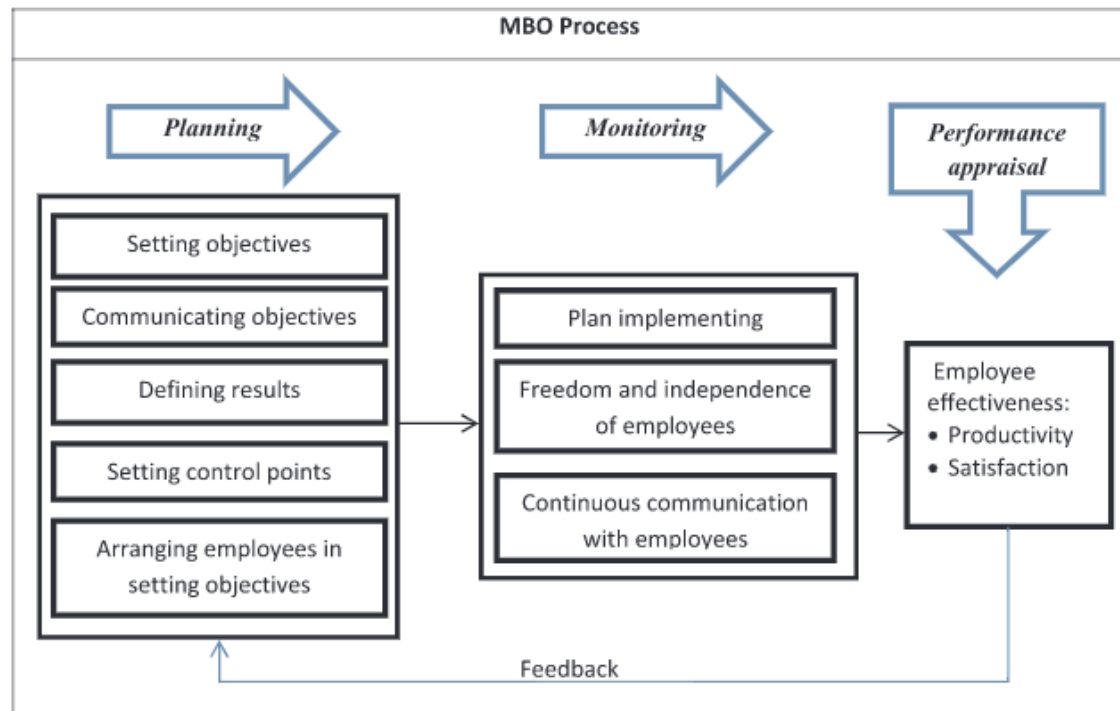 MBO Process
Planning
Monitoring
Performance
appraisal
Setting objectives
Communicating objectives
Defining results
Setting control points
Arranging employees in
setting objectives
Plan implementing
Freedom and independence
of employees
Continuous communication
with employees
Employee
effectiveness:
• Productivity
• Satisfaction
Feedback